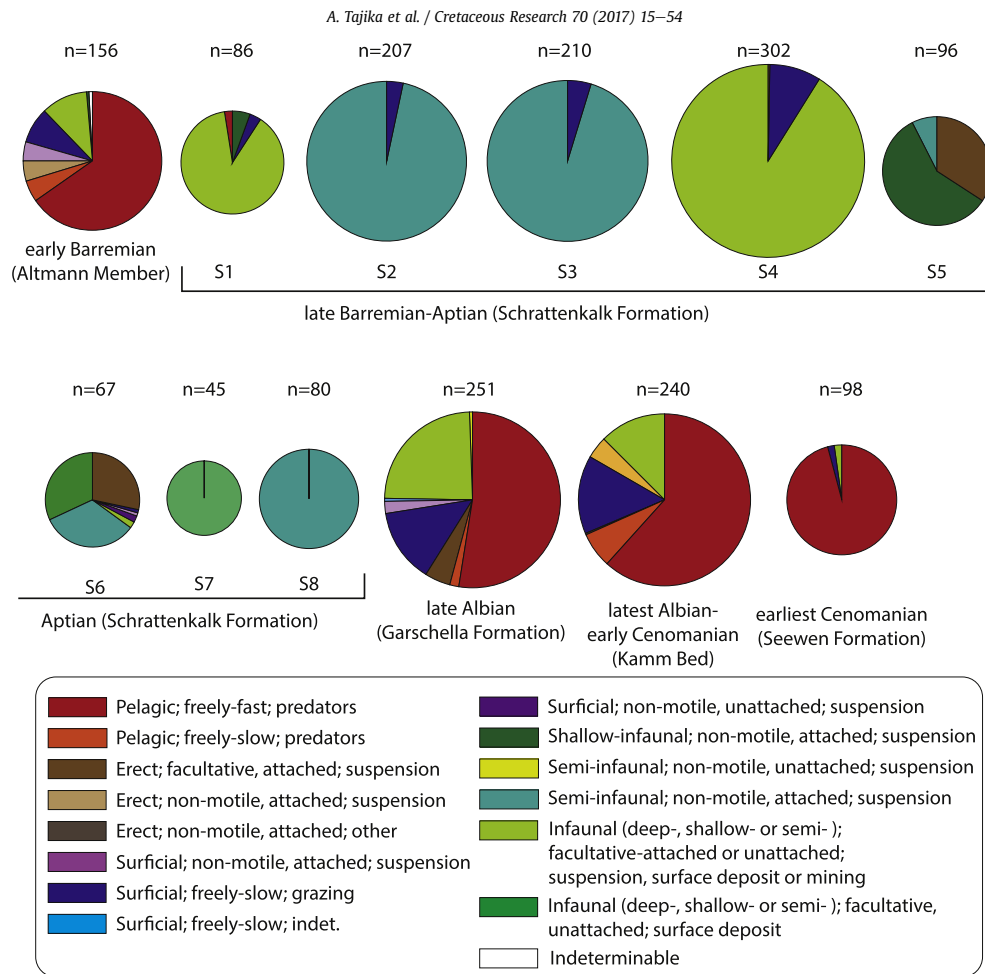 A. Tajika et al. / Cretaceous Research 70 (2017) 15–54
n=156 n=86 n=207 n=210 n=302 n=96
early Barremian
(Altmann Member)
S1 S2 S3 S4 S5
late Barremian-Aptian (Schrattenkalk Formation)
n=67 n=45 n=80 n=251 n=240 n=98
S6 S7 S8
Aptian (Schrattenkalk Formation)
late Albian
(Garschella Formation)
latest Albian-
early Cenomanian
(Kamm Bed)
earliest Cenomanian
(Seewen Formation)
Pelagic; freely-fast; predators
Pelagic; freely-slow; predators
Erect; facultative, attached; suspension
Erect; non-motile, attached; suspension
Erect; non-motile, attached; other
Surficial; non-motile, attached; suspension
Surficial; freely-slow; grazing
Surficial; freely-slow; indet.
Surficial; non-motile, unattached; suspension
Shallow-infaunal; non-motile, attached; suspension
Semi-infaunal; non-motile, unattached; suspension
Semi-infaunal; non-motile, attached; suspension
Infaunal (deep-, shallow- or semi- );
facultative-attached or unattached;
suspension, surface deposit or mining
Infaunal (deep-, shallow- or semi- ); facultative,
unattached; surface deposit
Indeterminable